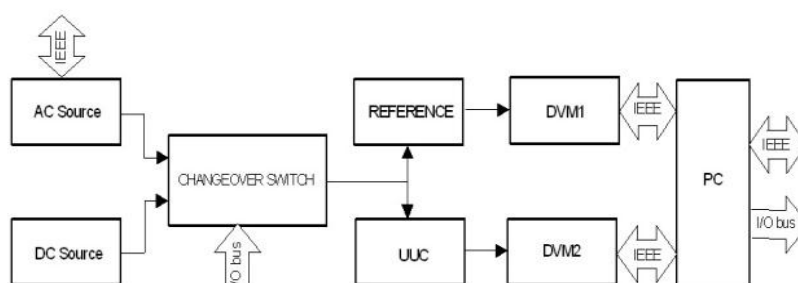 IEEE
AC Source
REFERENCE
DVM1
IEEE
IEEE
CHANGEOVER SWITCH
PC
I/O bus
DC Source
I/O bus
UUC
DVM2
IEEE